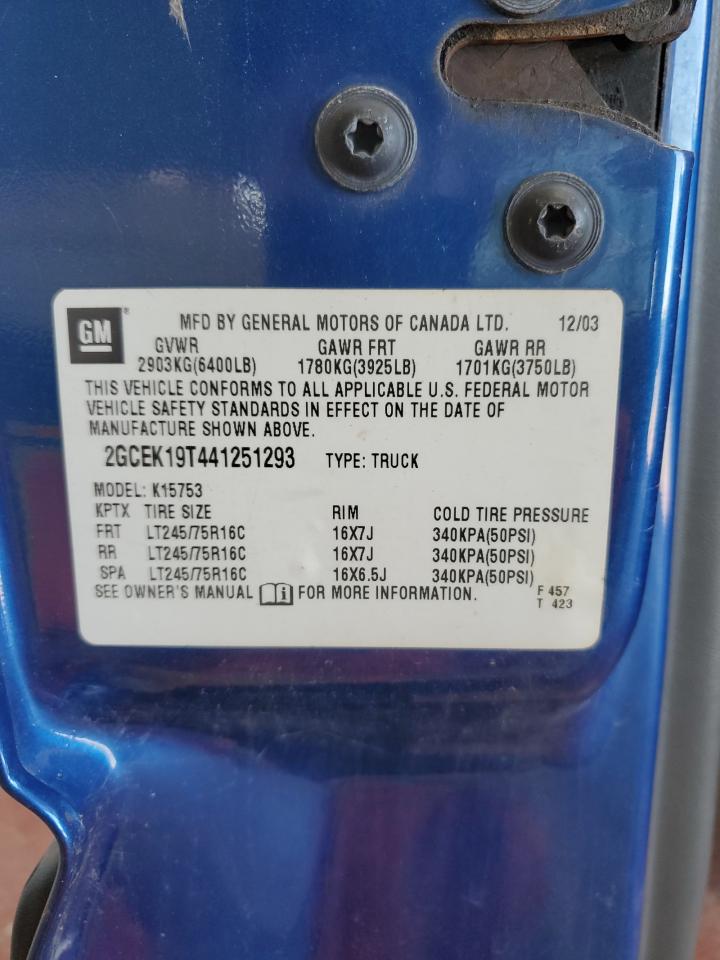 GM ® MFD BY GENERAL MOTORS OF CANADA LTD. 12/03
GVWR GAWR FRT GAWR RR
2903KG(6400LB) 1780KG(3925LB) 1701KG(3750LB)
THIS VEHICLE CONFORMS TO ALL APPLICABLE U.S. FEDERAL MOTOR
VEHICLE SAFETY STANDARDS IN EFFECT ON THE DATE OF
MANUFACTURE SHOWN ABOVE.
2GCEK19T441251293 TYPE: TRUCK
MODEL: K15753
KPTX TIRE SIZE RIM COLD TIRE PRESSURE
FRT LT245/75R16C 16X7J 340KPA(50PSI)
RR LT245/75R16C 16X7J 340KPA(50PSI)
SPA LT245/75R16C 16X6.5J 340KPA(50PSI)
SEE OWNER'S MANUAL i FOR MORE INFORMATION. F 457
T 423